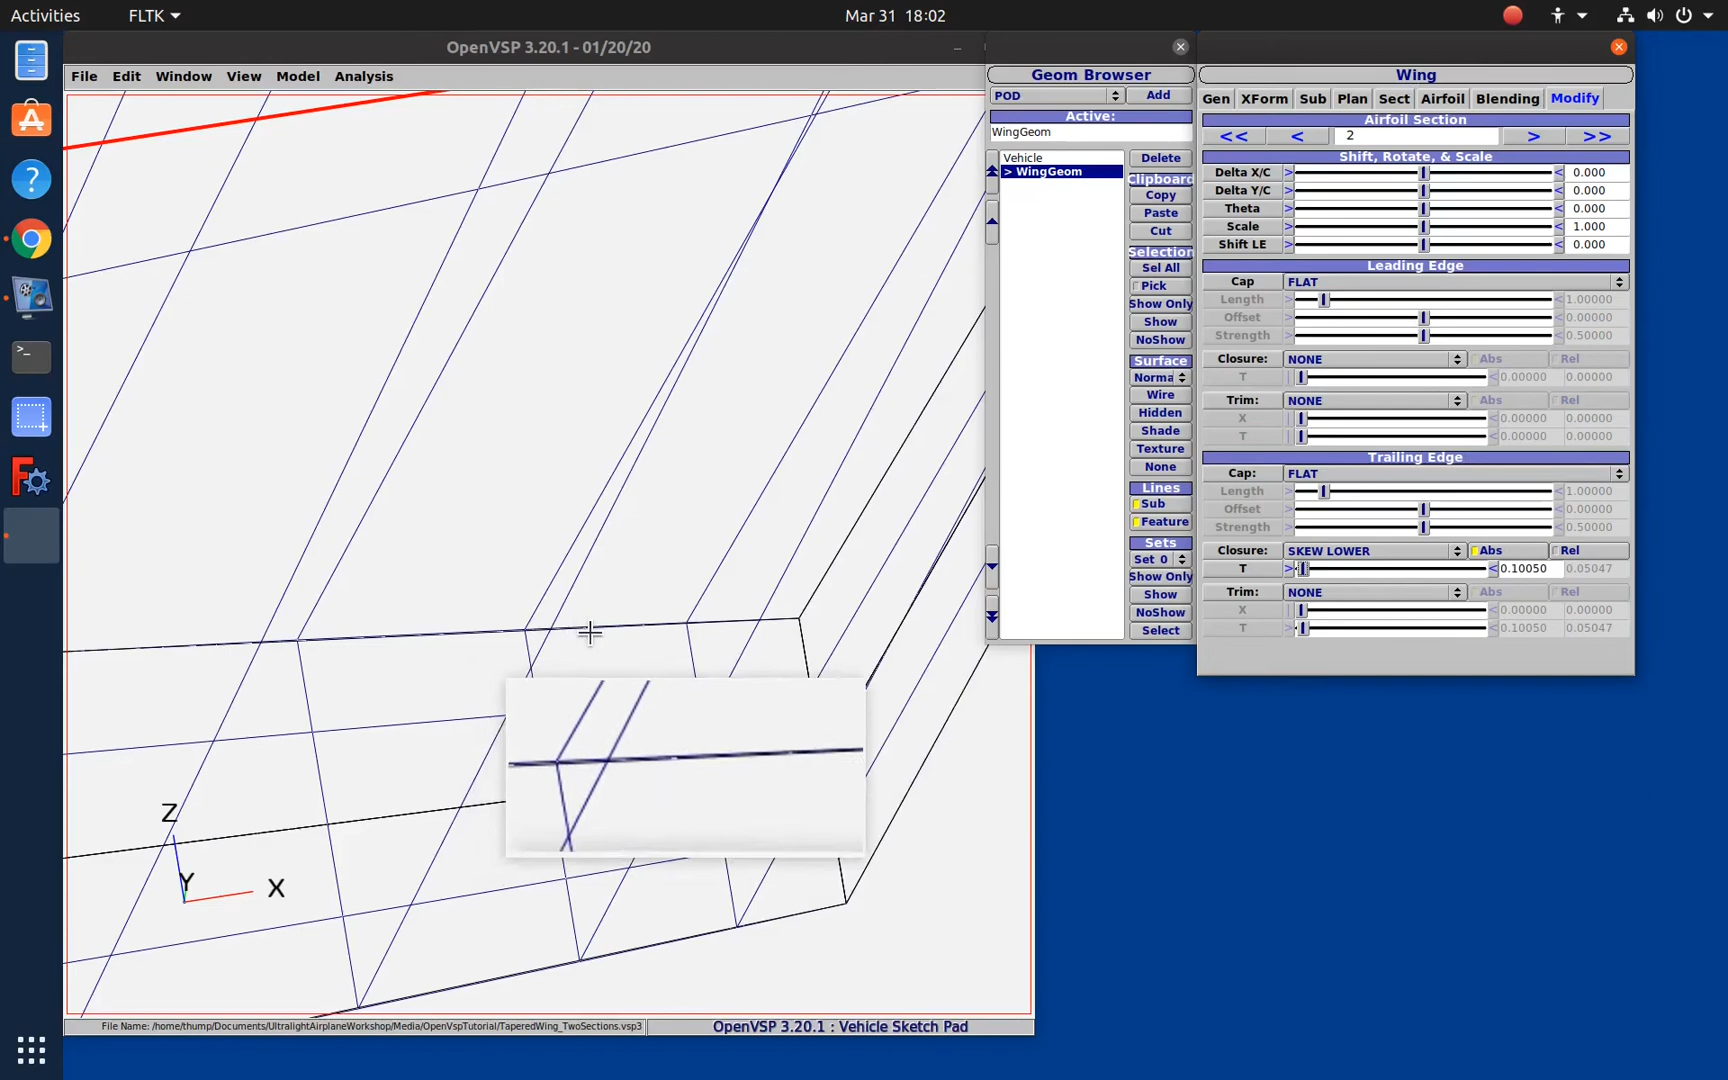 Activities
FLTK
Mar 31 18:02
OpenVSP 3.20.1 - 01/20/20
File Edit Window View Model Analysis
Z
Y
X
File Name: /home/thump/Documents/UltralightAirplaneWorkshop/Media/OpenVspTutorial/TaperedWing_TwoSections.vsp3
OpenVSP 3.20.1 : Vehicle Sketch Pad
Geom Browser
POD Add
Active:
WingGeom
Vehicle
> WingGeom
Delete
Clipboard
Copy
Paste
Cut
Selection
Sel All
Pick
Show Only
Show
NoShow
Surface
Norma
Wire
Hidden
Shade
Texture
None
Lines
Sub
Feature
Sets
Set 0
Show Only
Show
NoShow
Select
Wing
Gen XForm Sub Plan Sect Airfoil Blending Modify
Airfoil Section
<< < 2 > >>
Shift, Rotate, & Scale
Delta X/C > < 0.000
Delta Y/C > < 0.000
Theta > < 0.000
Scale > < 1.000
Shift LE > < 0.000
Leading Edge
Cap FLAT
Length > < 1.00000
Offset > < 0.00000
Strength > < 0.50000
Closure: NONE Abs Rel
T | < 0.00000 0.00000
Trim: NONE Abs Rel
X | < 0.00000 0.00000
T | < 0.00000 0.00000
Trailing Edge
Cap: FLAT
Length > < 1.00000
Offset > < 0.00000
Strength > < 0.50000
Closure: SKEW LOWER Abs Rel
T > < 0.10050 0.05047
Trim: NONE Abs Rel
X | < 0.00000 0.00000
T > < 0.10050 0.05047